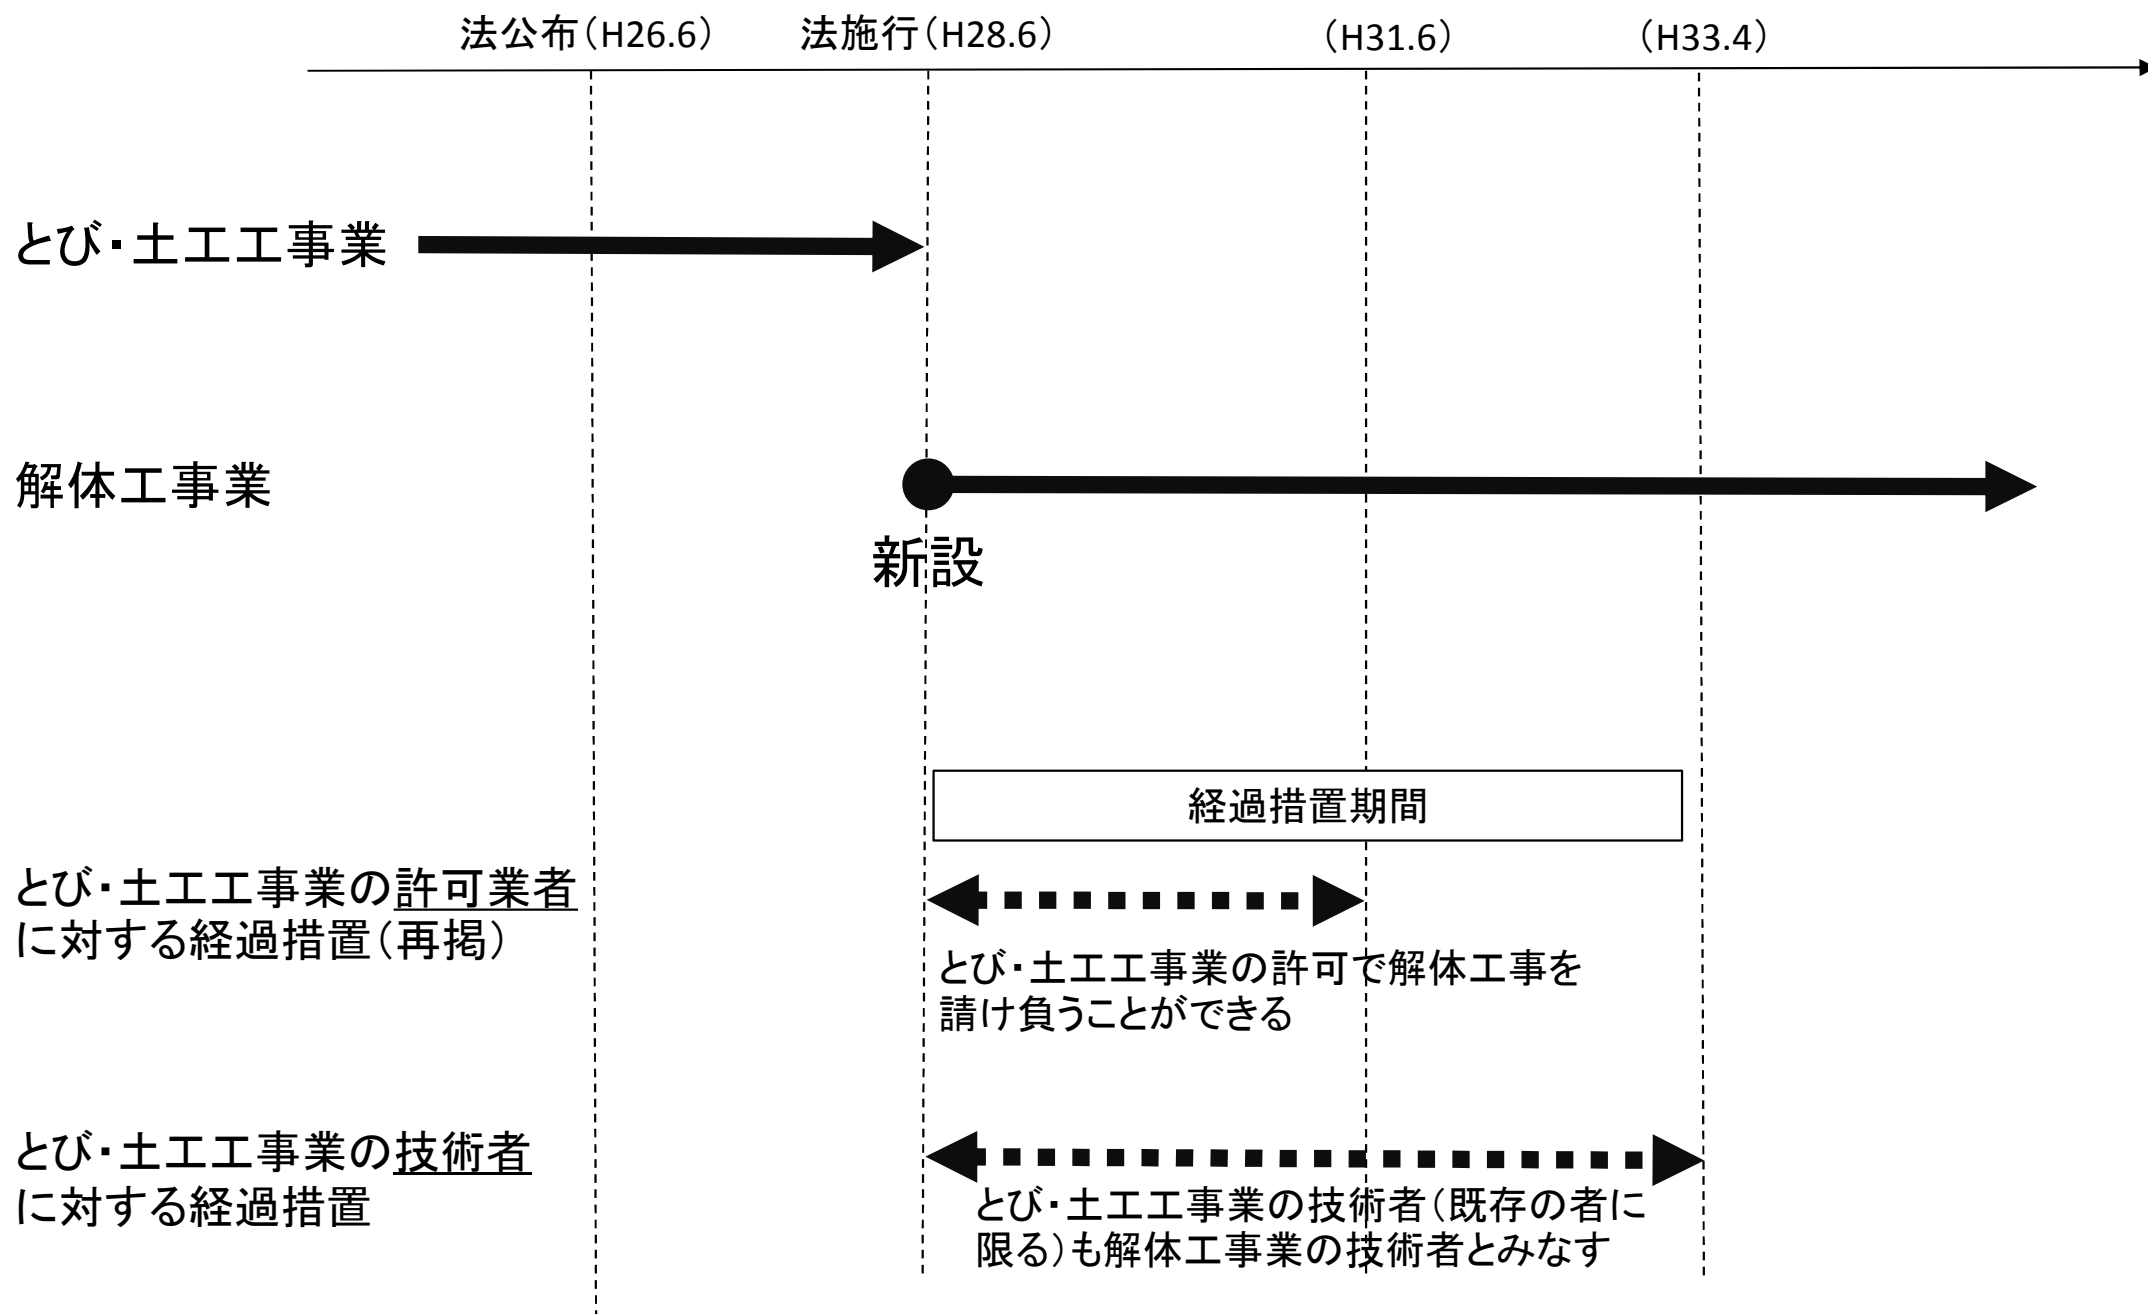 法公布（H26.6）
法施行（H28.6）
（H31.6）
（H33.4）
とび・土工工事業
解体工事業
新設
経過措置期間
とび・土工工事業の許可業者
に対する経過措置（再掲）
とび・土工工事業の許可で解体工事を
請け負うことができる
とび・土工工事業の技術者
に対する経過措置
とび・土工工事業の技術者（既存の者に
限る）も解体工事業の技術者とみなす